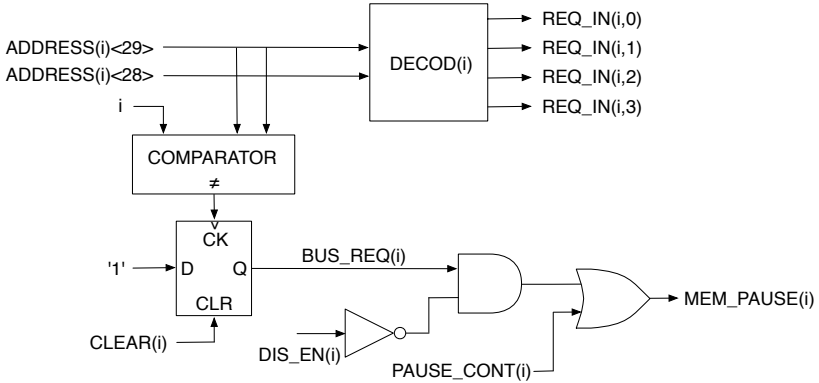 REQ_IN(i,0)
ADDRESS(i)<29>
REQ_IN(i,1)
DECOD(i)
ADDRESS(i)<28>
REQ_IN(i,2)
i
REQ_IN(i,3)
COMPARATOR
≠
CK
'1'
D
Q
BUS_REQ(i)
CLR
MEM_PAUSE(i)
CLEAR(i)
DIS_EN(i)
PAUSE_CONT(i)